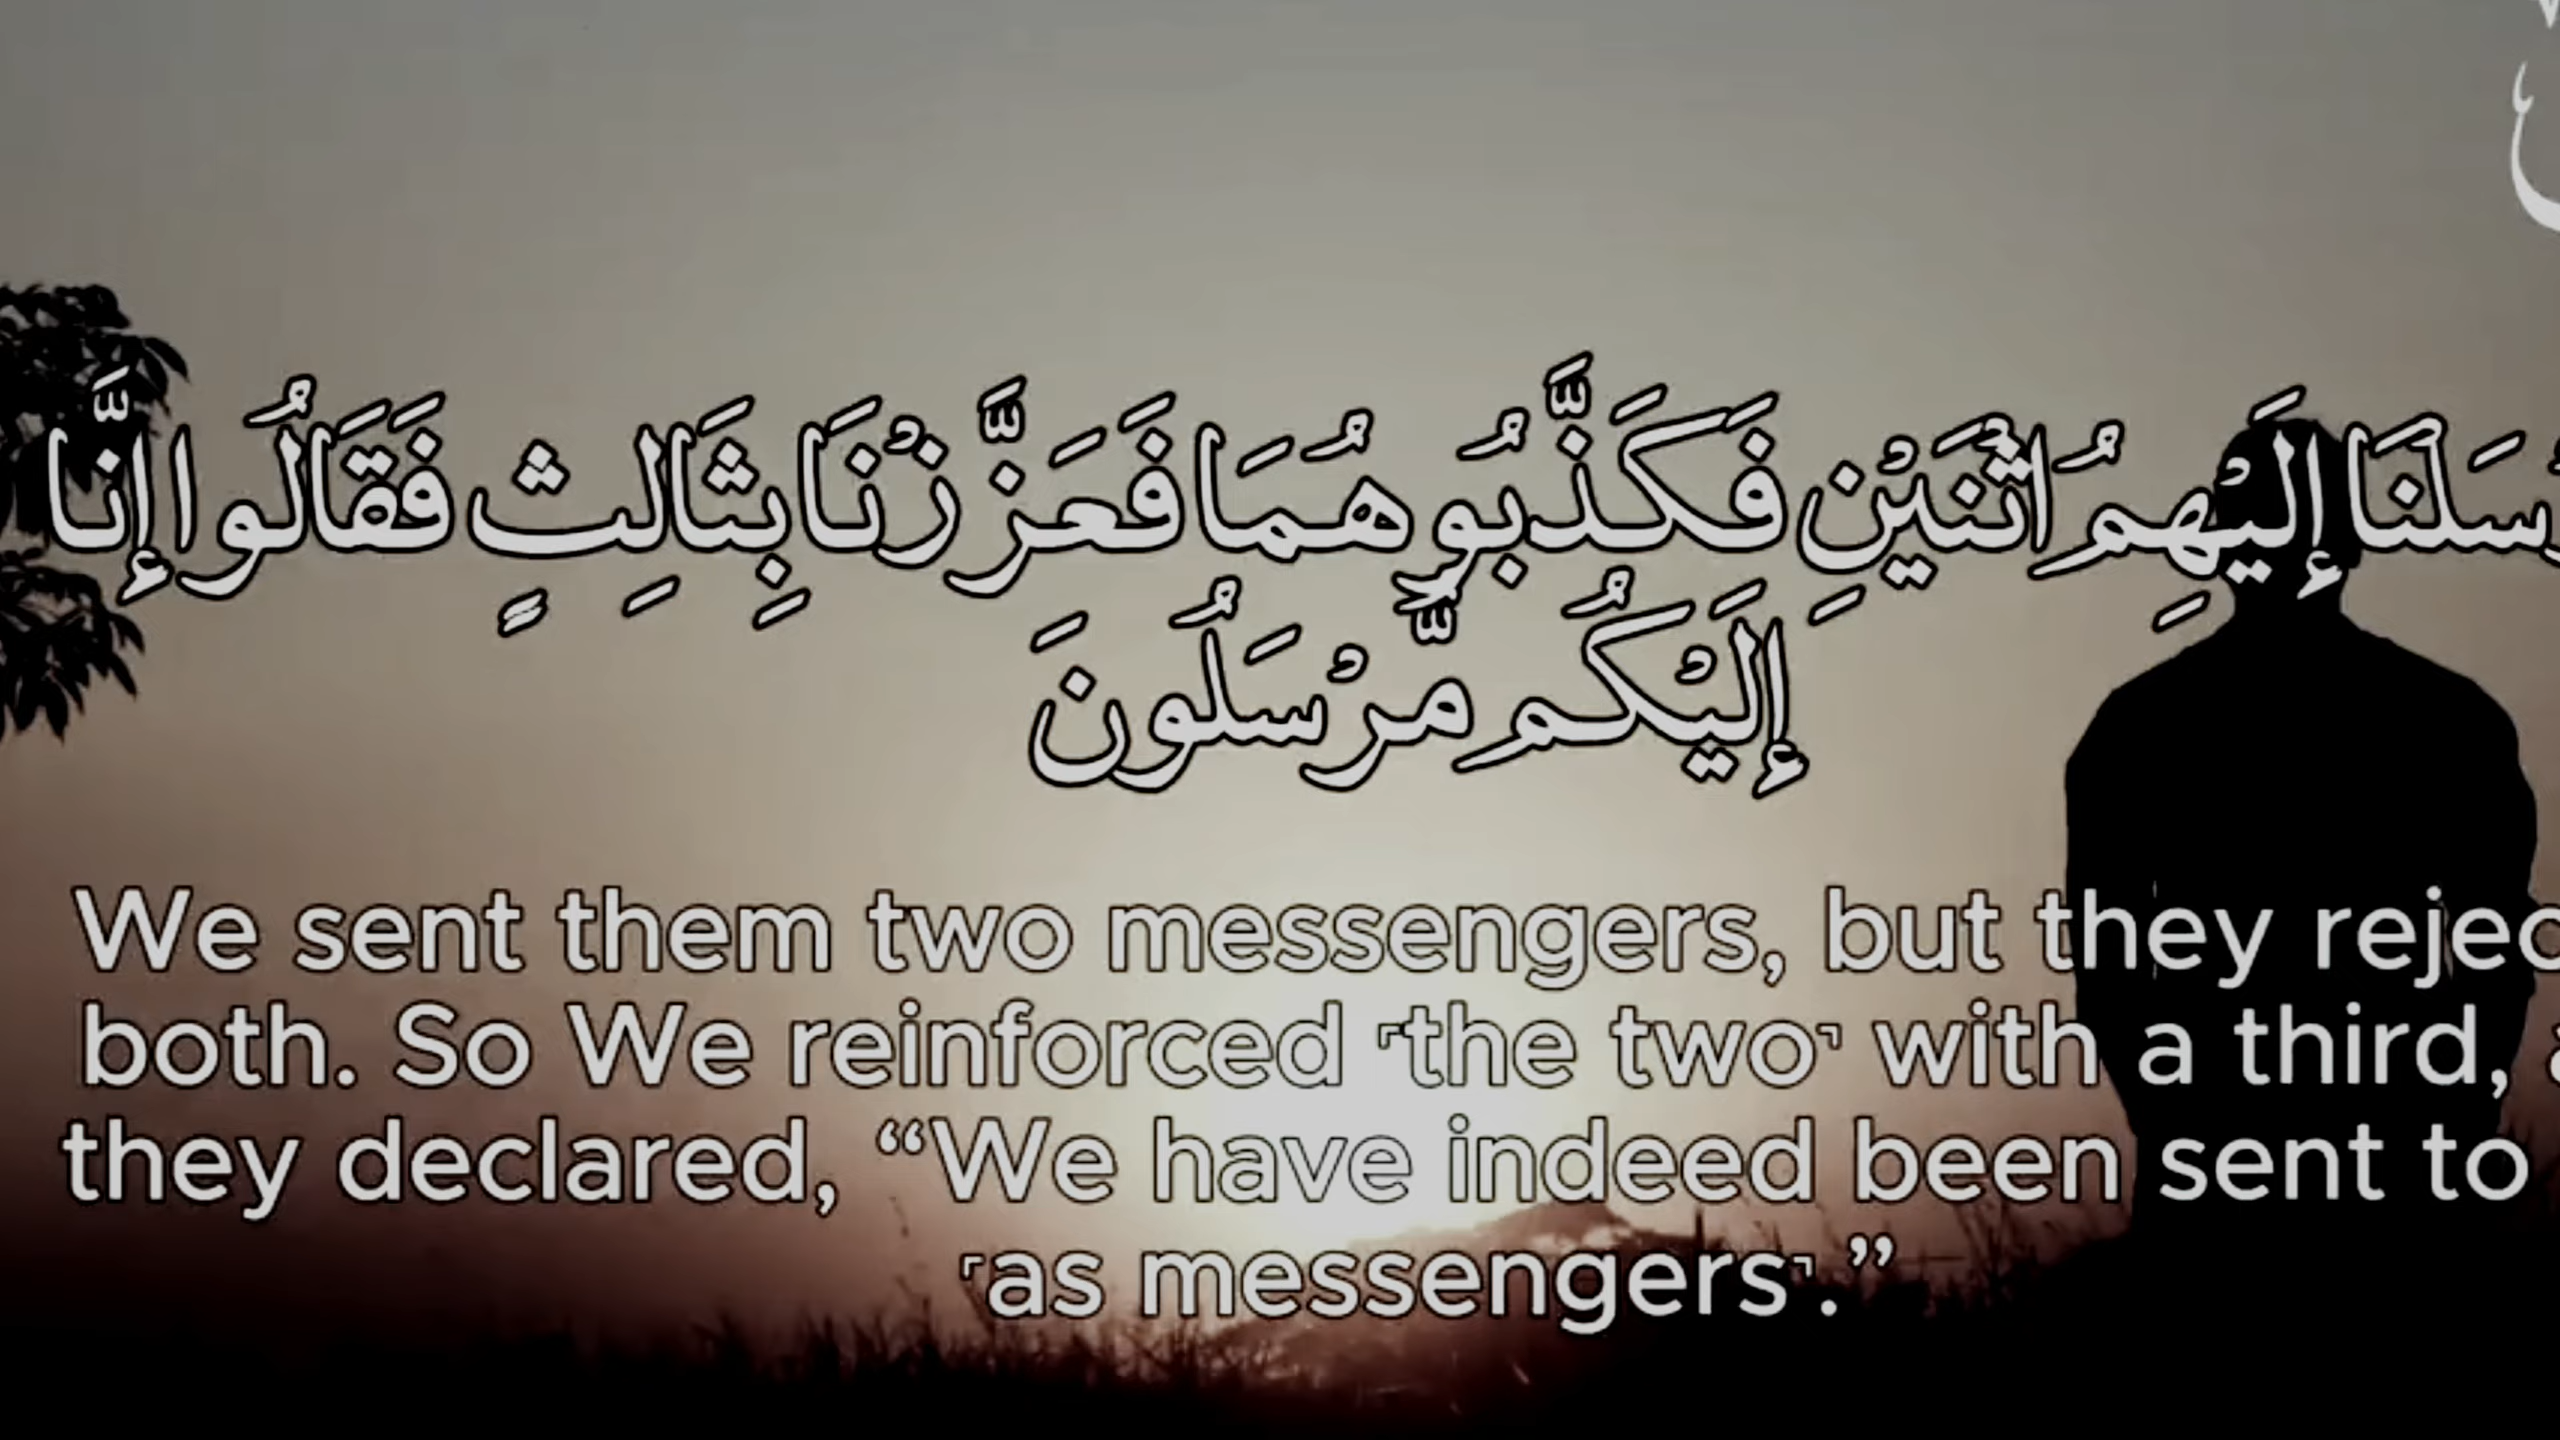 سَلْنَا إِلَيْهِمُ اثْنَيْنِ فَكَذَّبُوهُمَا فَعَزَّزْنَا بِثَالِثٍ فَقَالُوا إِنَّا
إِلَيْكُم مُّرْسَلُونَ
We sent them two messengers, but they rejec
both. So We reinforced ⸢the two⸣ with a third,
they declared, “We have indeed been sent to
⸢as messengers⸣.”